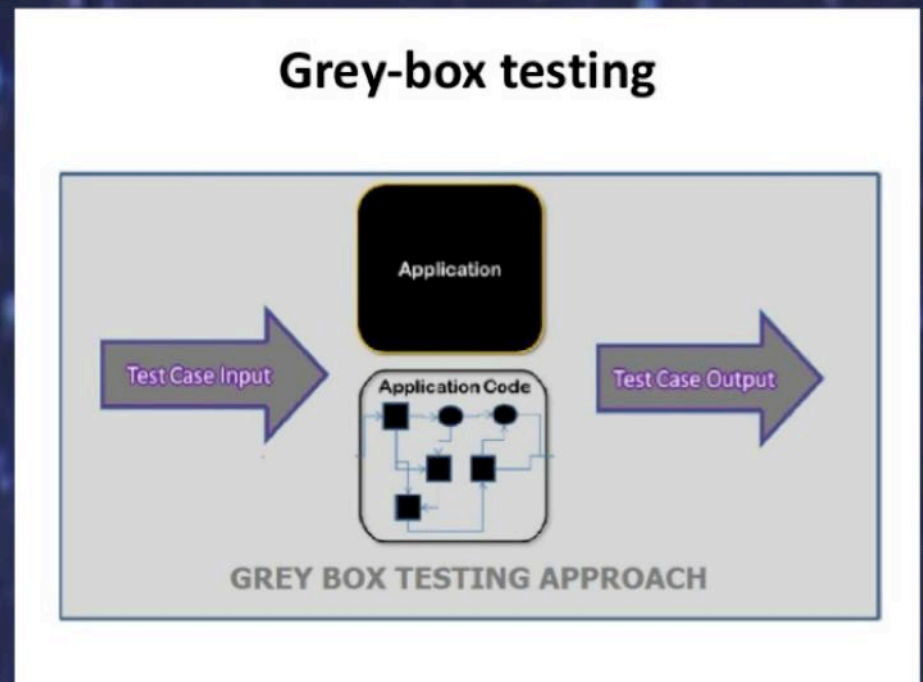 Grey-box testing
Application
Test Case Input
Application Code
Test Case Output
GREY BOX TESTING APPROACH